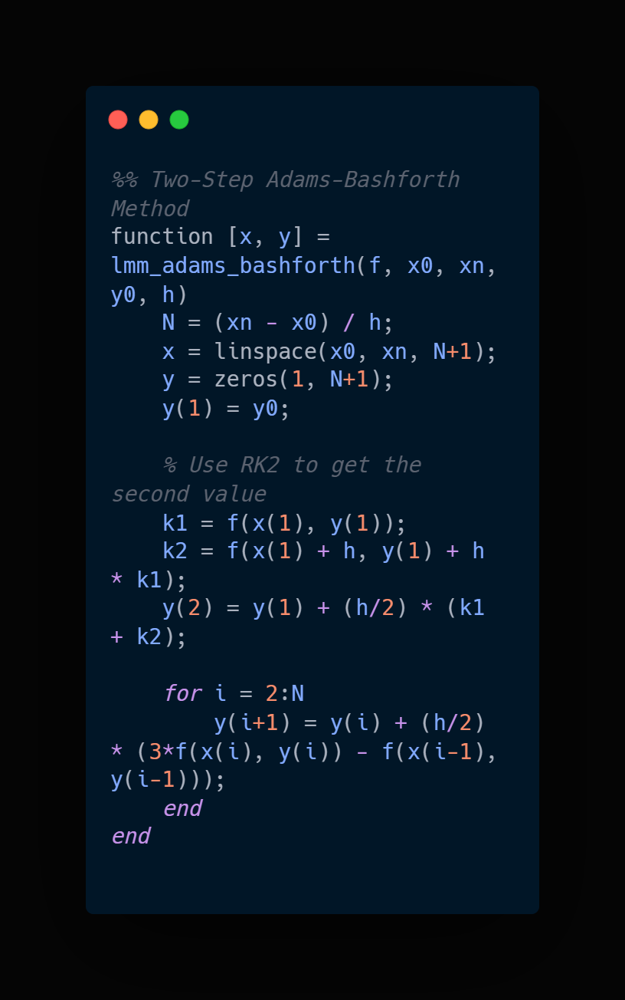 %% Two-Step Adams-Bashforth
Method
function [x, y] =
lmm_adams_bashforth(f, x0, xn,
y0, h)
    N = (xn - x0) / h;
    x = linspace(x0, xn, N+1);
    y = zeros(1, N+1);
    y(1) = y0;

    % Use RK2 to get the
second value
    k1 = f(x(1), y(1));
    k2 = f(x(1) + h, y(1) + h
* k1);
    y(2) = y(1) + (h/2) * (k1
+ k2);

    for i = 2:N
        y(i+1) = y(i) + (h/2)
* (3*f(x(i), y(i)) - f(x(i-1),
y(i-1)));
    end
end